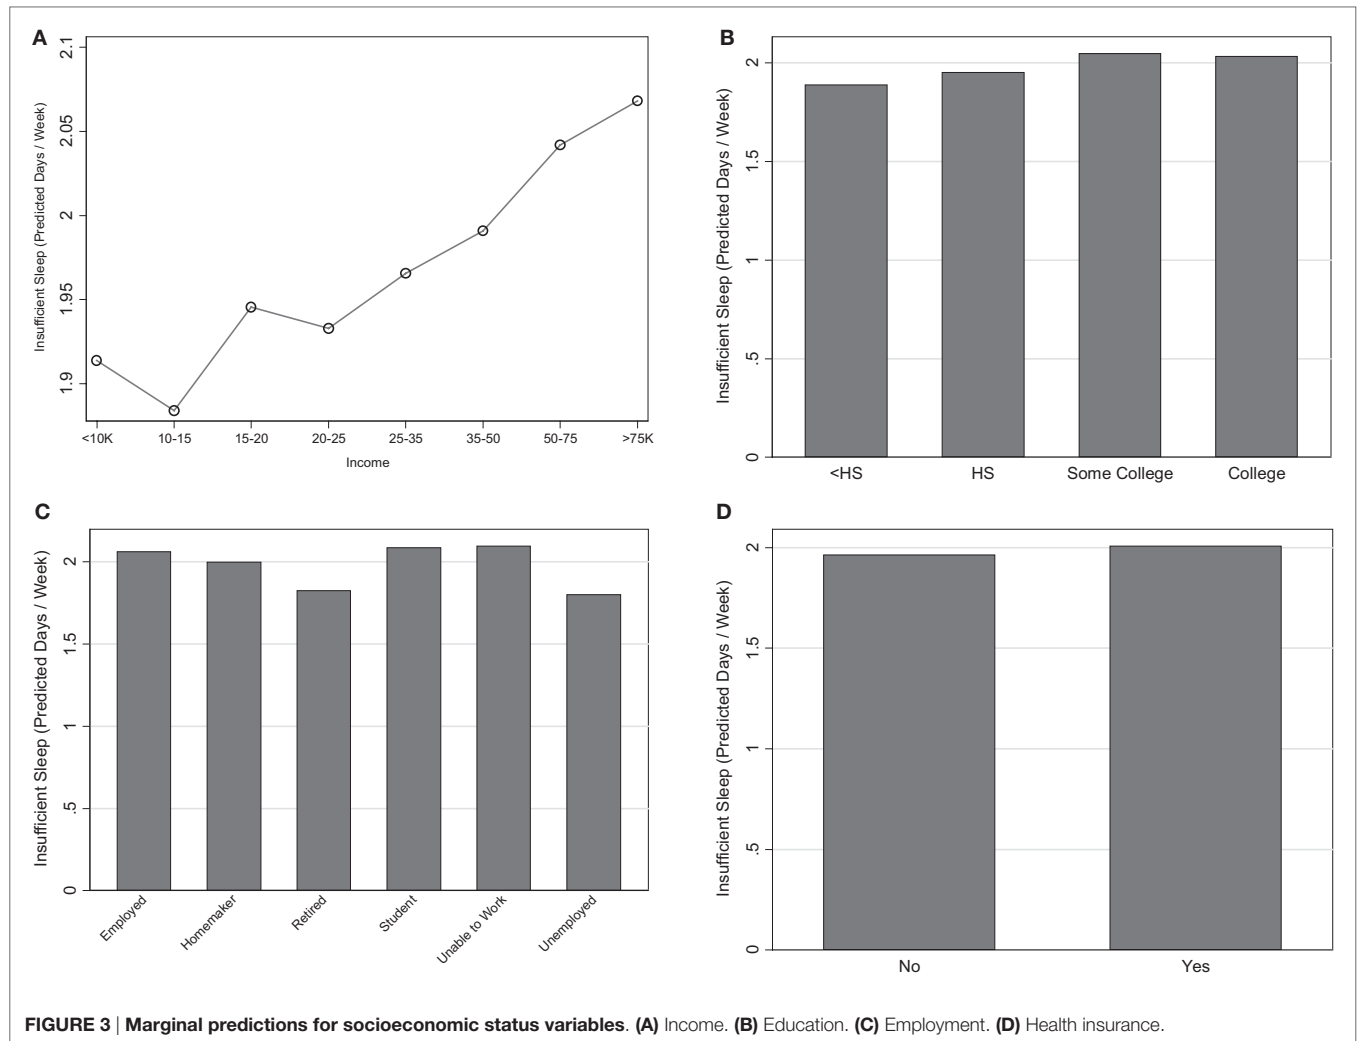 A
Insufficient Sleep (Predicted Days / Week)
2.1
2.05
2
1.95
1.9
<10K 10-15 15-20 20-25 25-35 35-50 50-75 >75K
Income
B
Insufficient Sleep (Predicted Days / Week)
2
1.5
1
.5
0
<HS HS Some College College
C
Insufficient Sleep (Predicted Days / Week)
2
1.5
1
.5
0
Employed
Homemaker
Retired
Student
Unable to Work
Unemployed
D
Insufficient Sleep (Predicted Days / Week)
2
1.5
1
.5
0
No Yes
FIGURE 3 | Marginal predictions for socioeconomic status variables. (A) Income. (B) Education. (C) Employment. (D) Health insurance.